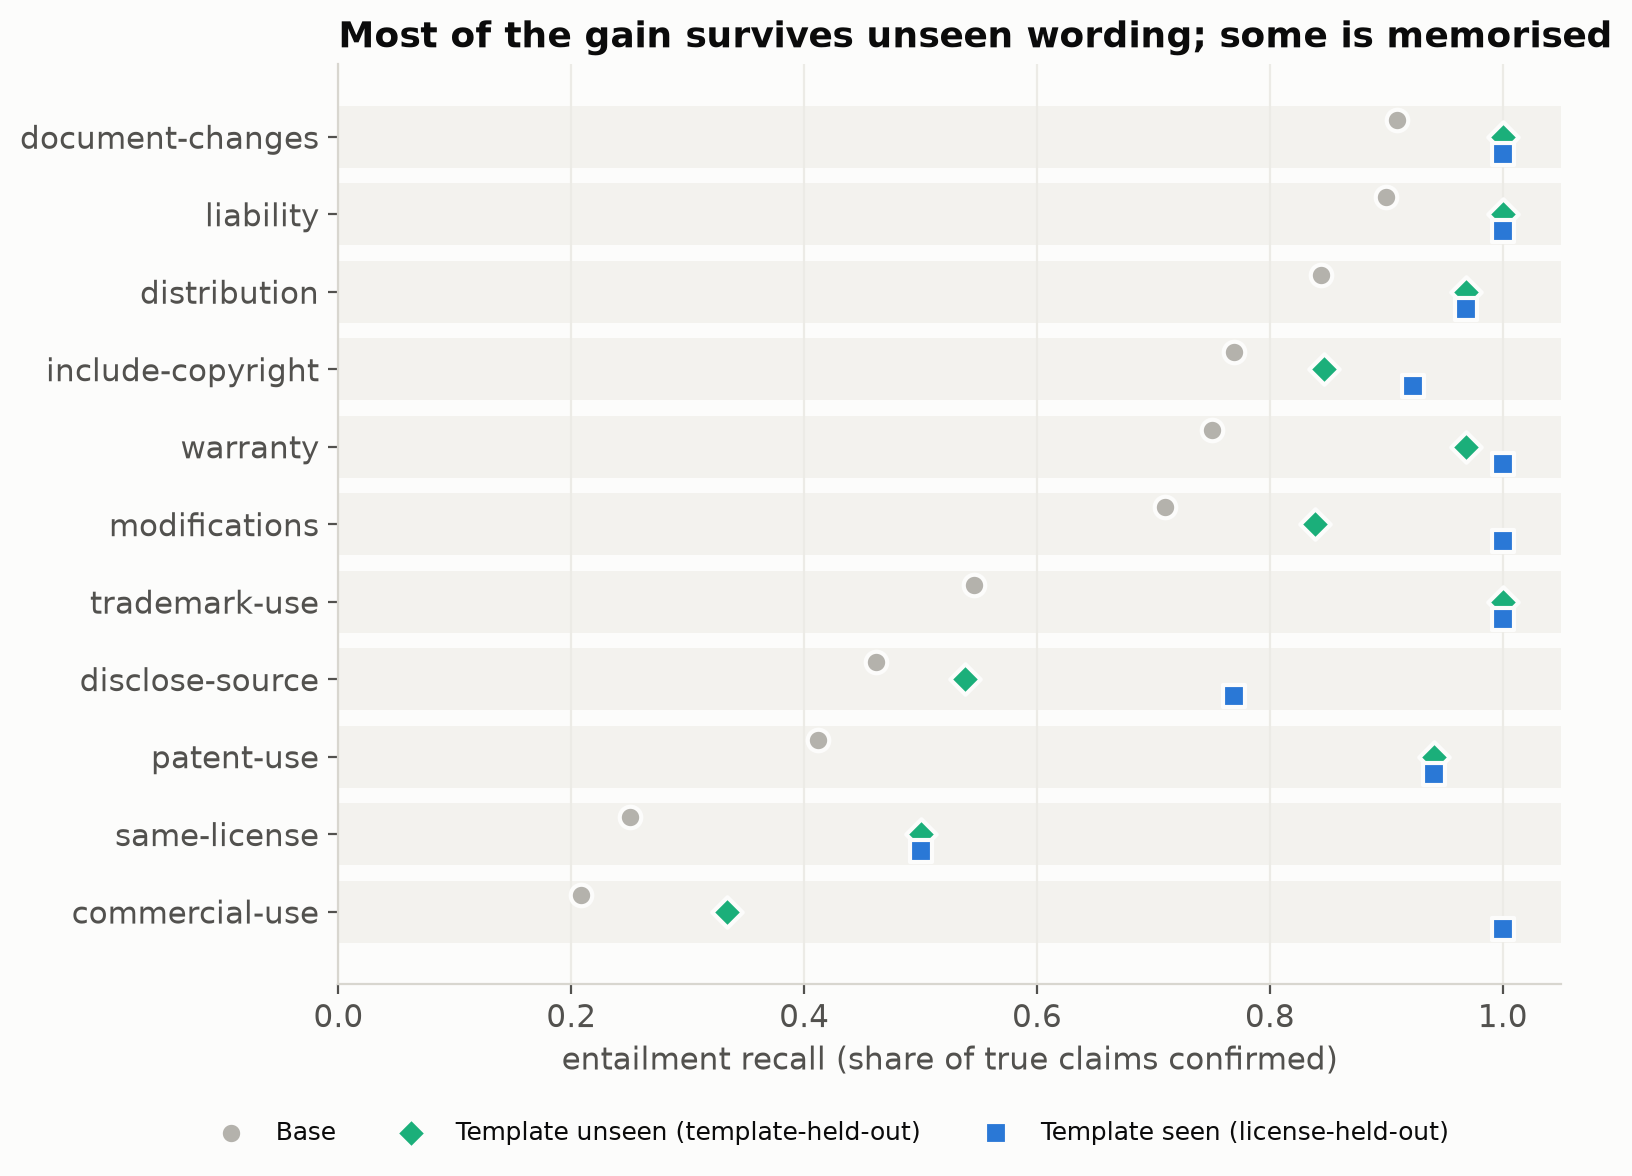 Most of the gain survives unseen wording; some is memorised
document-changes
liability
distribution
include-copyright
warranty
modifications
trademark-use
disclose-source
patent-use
same-license
commercial-use
0.0 0.2 0.4 0.6 0.8 1.0
entailment recall (share of true claims confirmed)
Base Template unseen (template-held-out) Template seen (license-held-out)